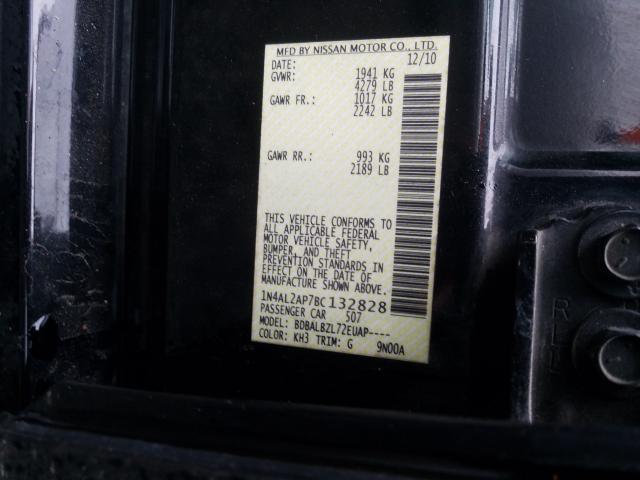 MFD BY NISSAN MOTOR CO., LTD.
DATE: 12/10
GVWR: 1941 KG
4279 LB
GAWR FR.: 1017 KG
2242 LB
GAWR RR.: 993 KG
2189 LB
THIS VEHICLE CONFORMS TO
ALL APPLICABLE FEDERAL
MOTOR VEHICLE SAFETY,
BUMPER, AND THEFT
PREVENTION STANDARDS IN
EFFECT ON THE DATE OF
MANUFACTURE SHOWN ABOVE.
1N4AL2AP7BC132828
PASSENGER CAR 507
MODEL: BDBALBZL72EUAP----
COLOR: KH3 TRIM: G 9N00A